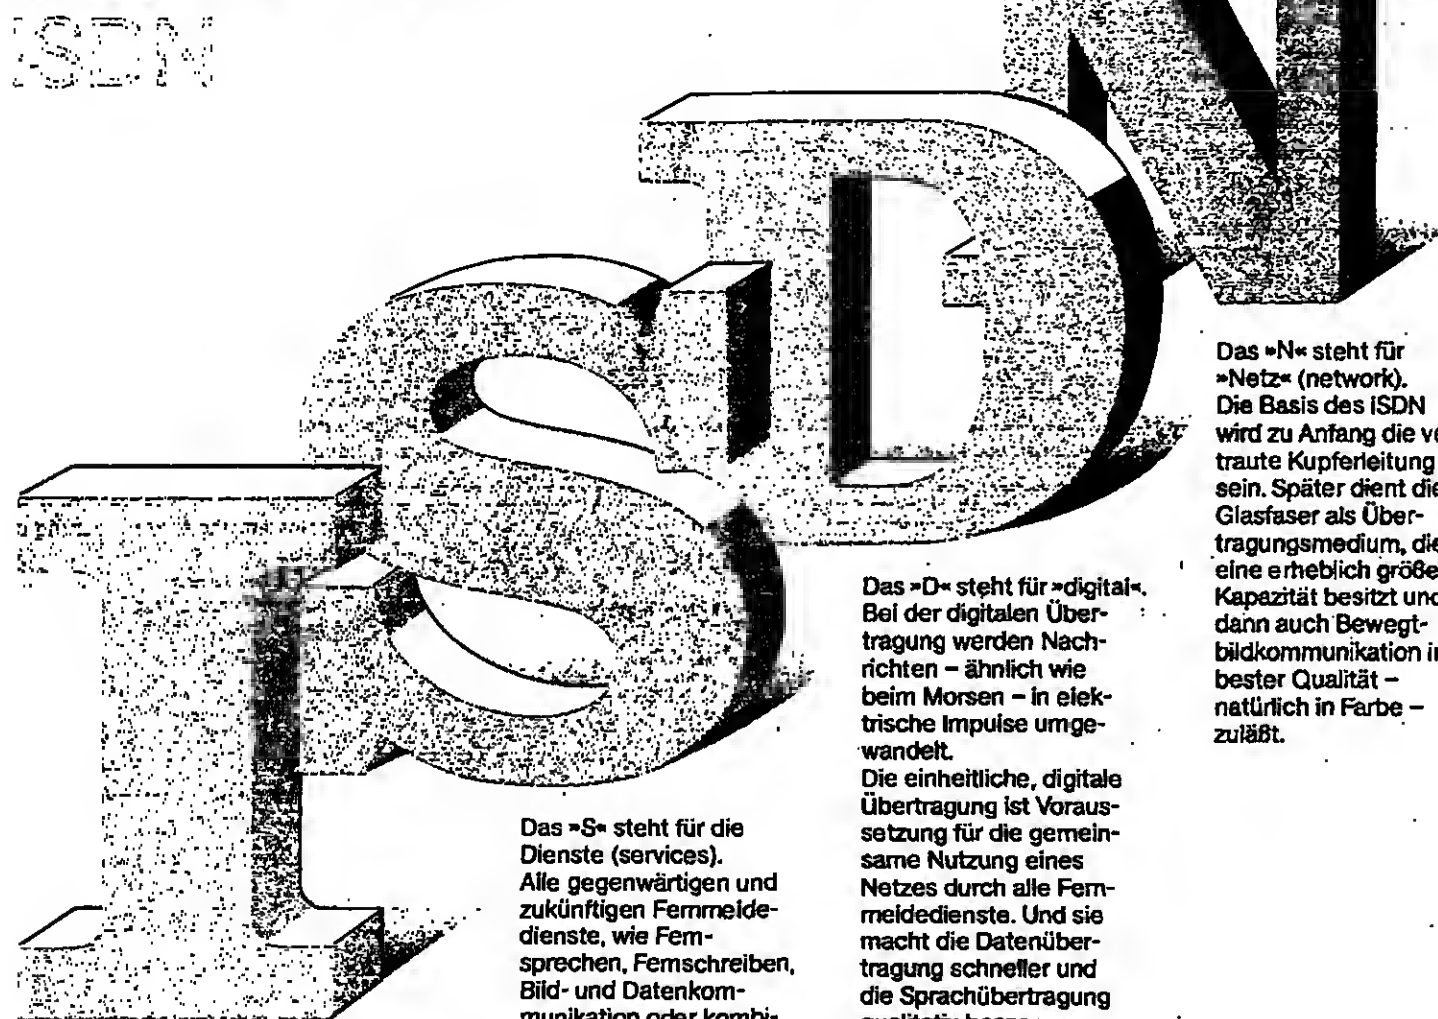 ISDN
ISDN
Das »S« steht für die
Dienste (services).
Alle gegenwärtigen und
zukünftigen Fernmelde-
dienste, wie Fern-
sprechen, Fernschreiben,
Bild- und Datenkom-
munikation oder kombi-
Das »D« steht für »digital«.
Bei der digitalen Über-
tragung werden Nach-
richten – ähnlich wie
beim Morsen – in elek-
trische Impulse umge-
wandelt.
Die einheitliche, digitale
Übertragung ist Voraus-
setzung für die gemein-
same Nutzung eines
Netzes durch alle Fern-
meldedienste. Und sie
macht die Datenüber-
tragung schneller und
die Sprachübertragung
Das »N« steht für
»Netz« (network).
Die Basis des ISDN
wird zu Anfang die
traute Kupferleitung
sein. Später dient die
Glasfaser als Über-
tragungsmedium, die
eine erheblich
Kapazität besitzt und
dann auch Bewegt-
bildkommunikation in
bester Qualität –
natürlich in Farbe –
zuläßt.